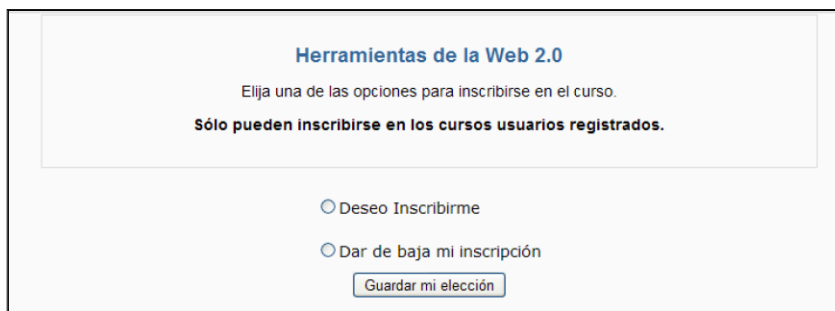 Herramientas de la Web 2.0
Elija una de las opciones para inscribirse en el curso.
Sólo pueden inscribirse en los cursos usuarios registrados.
Deseo Inscribirme
Dar de baja mi inscripción
Guardar mi elección